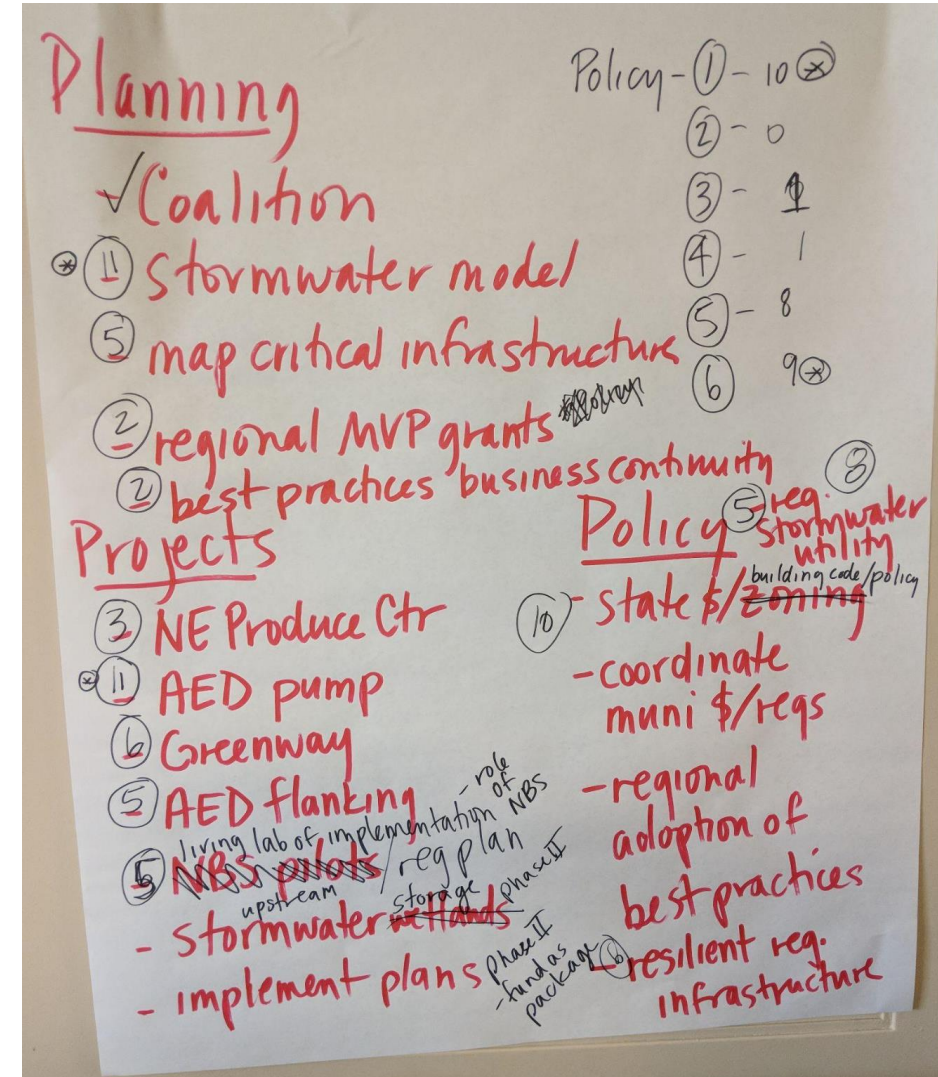 Planning
✓ Coalition
⊛ ⑪ stormwater model
⑤ map critical infrastructure
② regional MVP grants
② best practices business continuity
Policy - ① - 10 ⊛
② - 0
③ - 1
④ - 1
⑤ - 8
⑥ 9 ⊛
Projects
③ NE Produce Ctr
⊛ ⑪ AED pump
⑥ Greenway
⑤ AED flanking
living lab of implementation - role of NBS
⑤ NBS pilots / reg plan
upstream storage phase II
- Stormwater wetlands
- implement plans phase II
- fund as package
⑧
Policy ⑤ - reg. stormwater utility
building code/policy
⑩ - state $/zoning
- coordinate
muni $/regs
- regional
adoption of
best practices
⑥ - resilient reg.
infrastructure